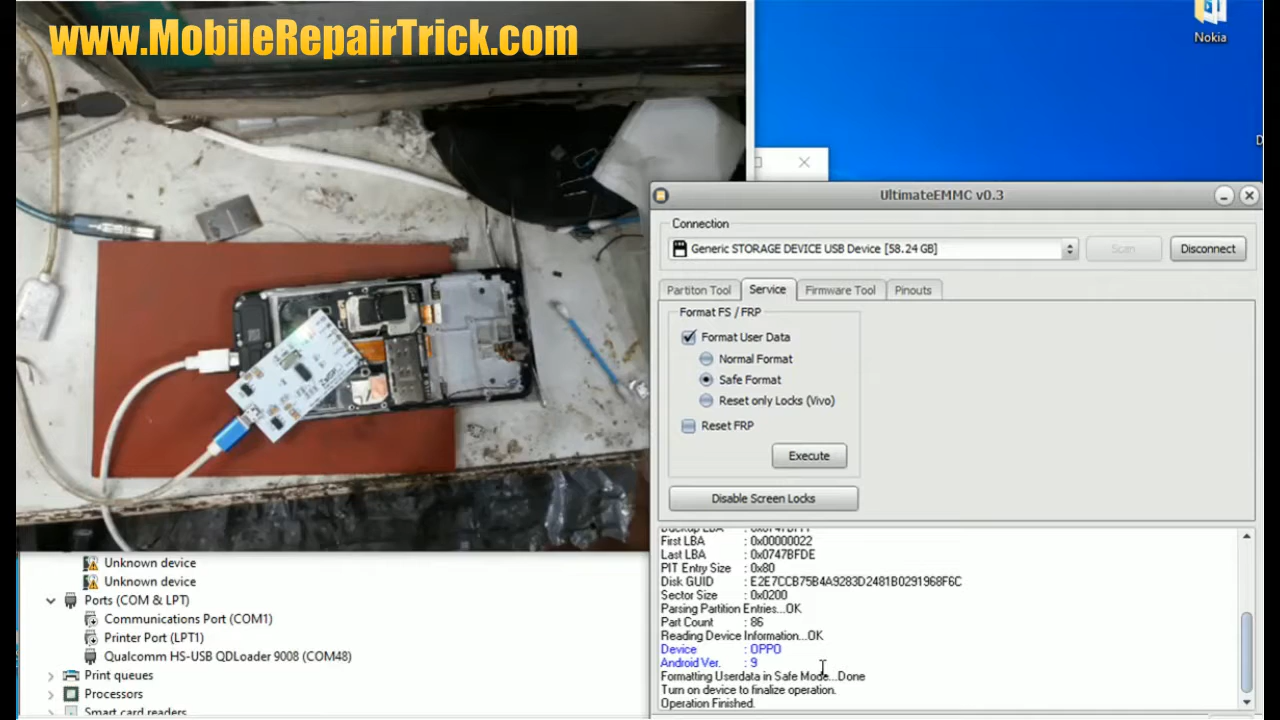 www.MobileRepairTrick.com
Nokia
UltimateEMMC v0.3
Connection
Generic STORAGE DEVICE USB Device [58.24 GB]
Scan
Disconnect
Partiton Tool
Service
Firmware Tool
Pinouts
Format FS / FRP
Format User Data
Normal Format
Safe Format
Reset only Locks (Vivo)
Reset FRP
Execute
Disable Screen Locks
First LBA : 0x00000022
Last LBA : 0x0747BFDE
PIT Entry Size : 0x80
Disk GUID : E2E7CCB75B4A9283D2481B0291968F6C
Sector Size : 0x0200
Parsing Partition Entries...OK
Part Count : 86
Reading Device Information...OK
Device : OPPO
Android Ver. : 9
Formatting Userdata in Safe Mode...Done
Turn on device to finalize operation.
Operation Finished.
Unknown device
Unknown device
Ports (COM & LPT)
Communications Port (COM1)
Printer Port (LPT1)
Qualcomm HS-USB QDLoader 9008 (COM48)
Print queues
Processors
Smart card readers